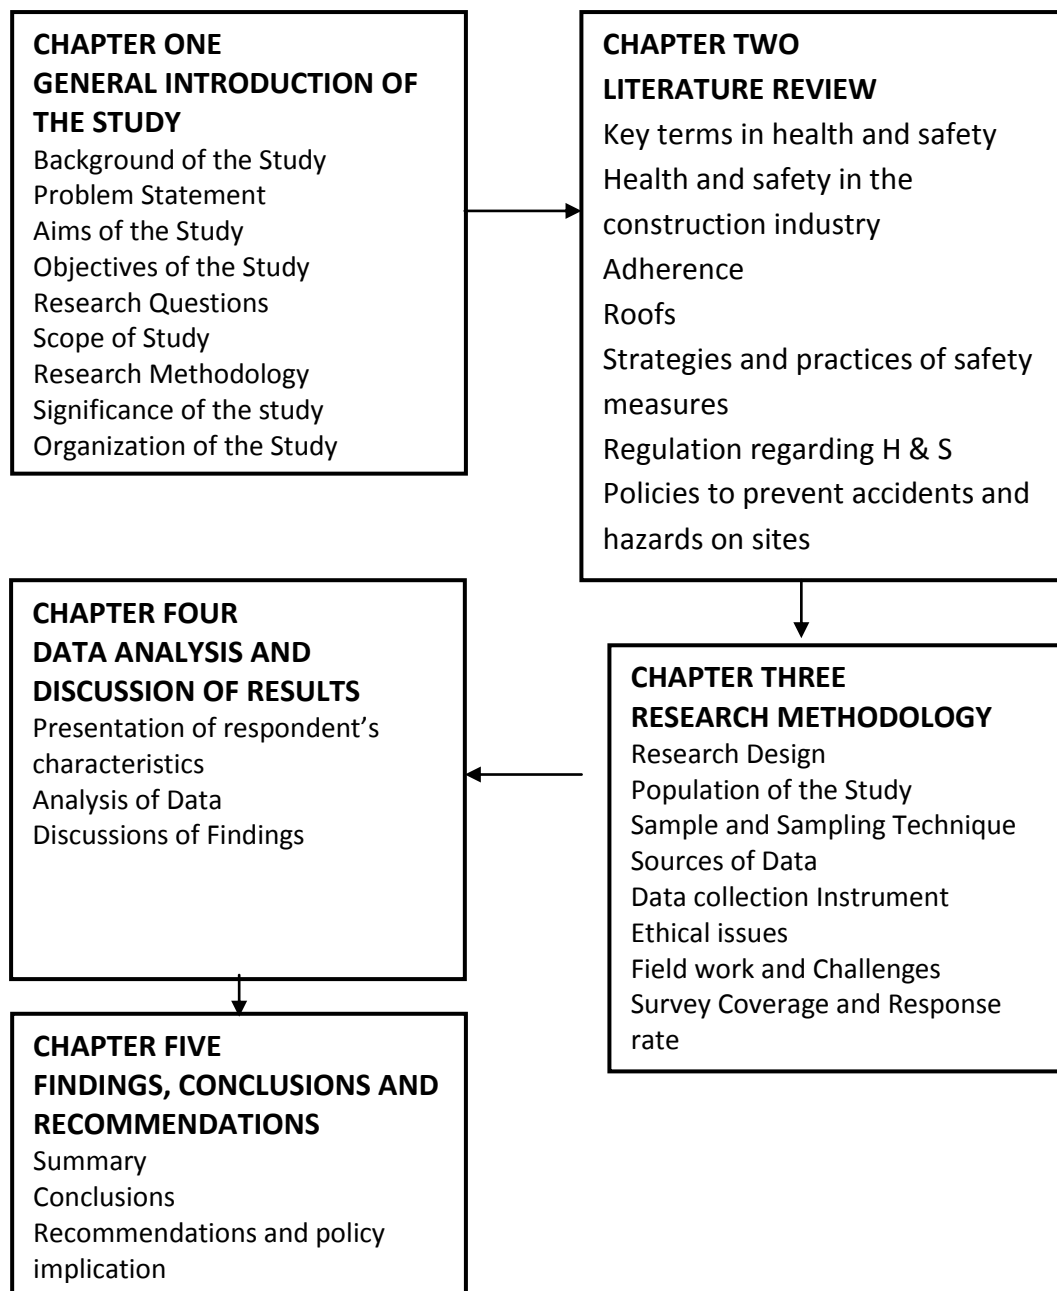 CHAPTER ONE
GENERAL INTRODUCTION OF
THE STUDY
Background of the Study
Problem Statement
Aims of the Study
Objectives of the Study
Research Questions
Scope of Study
Research Methodology
Significance of the study
Organization of the Study
CHAPTER TWO
LITERATURE REVIEW
Key terms in health and safety
Health and safety in the
construction industry
Adherence
Roofs
Strategies and practices of safety
measures
Regulation regarding H & S
Policies to prevent accidents and
hazards on sites
CHAPTER THREE
RESEARCH METHODOLOGY
Research Design
Population of the Study
Sample and Sampling Technique
Sources of Data
Data collection Instrument
Ethical issues
Field work and Challenges
Survey Coverage and Response
rate
CHAPTER FOUR
DATA ANALYSIS AND
DISCUSSION OF RESULTS
Presentation of respondent’s
characteristics
Analysis of Data
Discussions of Findings
CHAPTER FIVE
FINDINGS, CONCLUSIONS AND
RECOMMENDATIONS
Summary
Conclusions
Recommendations and policy
implication